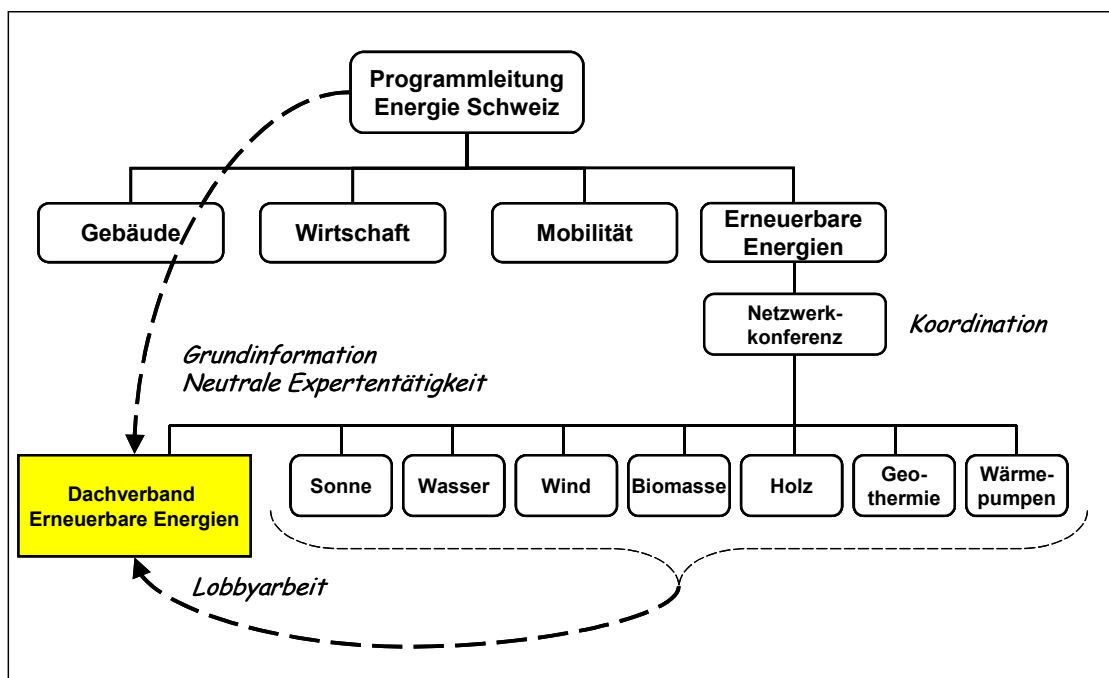 Programmleitung
Energie Schweiz
Gebäude
Wirtschaft
Mobilität
Erneuerbare
Energien
Netzwerk-
konferenz
Koordination
Grundinformation
Neutrale Expertentätigkeit
Dachverband
Erneuerbare Energien
Sonne
Wasser
Wind
Biomasse
Holz
Geo-
thermie
Wärme-
pumpen
Lobbyarbeit